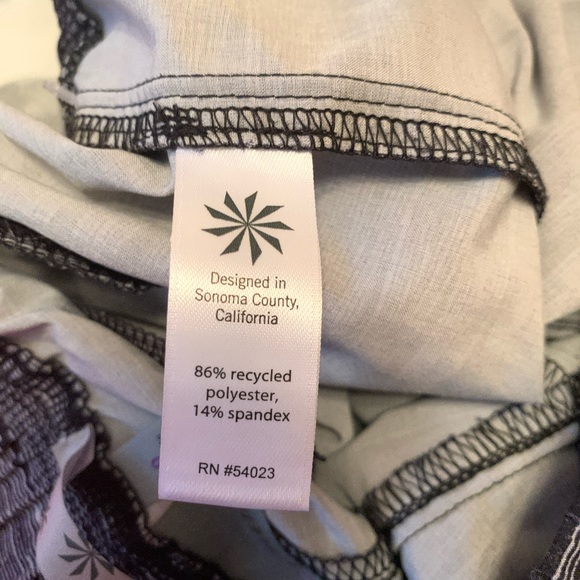 Designed in
Sonoma County,
California
86% recycled
polyester,
14% spandex
RN #54023